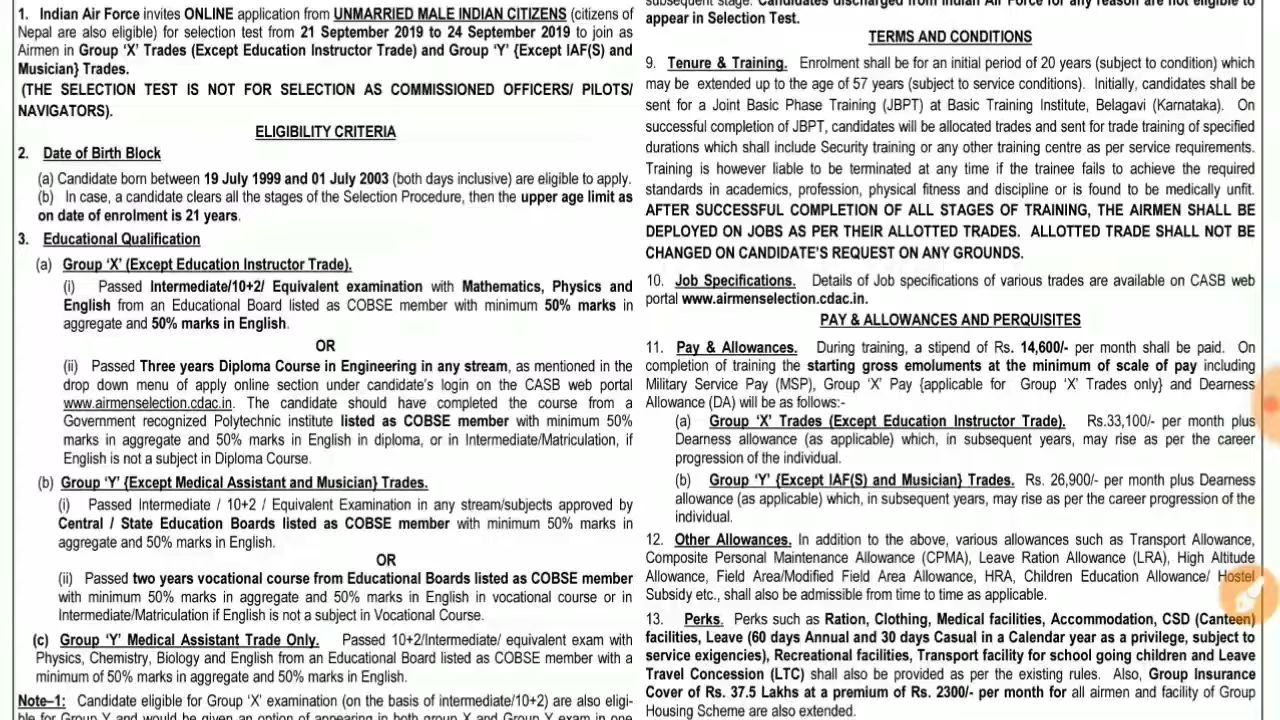 1. Indian Air Force invites ONLINE application from UNMARRIED MALE INDIAN CITIZENS (citizens of
Nepal are also eligible) for selection test from 21 September 2019 to 24 September 2019 to join as
Airmen in Group ‘X’ Trades (Except Education Instructor Trade) and Group ‘Y’ {Except IAF(S) and
Musician} Trades.
(THE SELECTION TEST IS NOT FOR SELECTION AS COMMISSIONED OFFICERS/ PILOTS/
NAVIGATORS).
ELIGIBILITY CRITERIA
2. Date of Birth Block
(a) Candidate born between 19 July 1999 and 01 July 2003 (both days inclusive) are eligible to apply.
(b) In case, a candidate clears all the stages of the Selection Procedure, then the upper age limit as
on date of enrolment is 21 years.
3. Educational Qualification
(a) Group ‘X’ (Except Education Instructor Trade).
(i) Passed Intermediate/10+2/ Equivalent examination with Mathematics, Physics and
English from an Educational Board listed as COBSE member with minimum 50% marks in
aggregate and 50% marks in English.
OR
(ii) Passed Three years Diploma Course in Engineering in any stream, as mentioned in the
drop down menu of apply online section under candidate's login on the CASB web portal
www.airmenselection.cdac.in. The candidate should have completed the course from a
Government recognized Polytechnic institute listed as COBSE member with minimum 50%
marks in aggregate and 50% marks in English in diploma, or in Intermediate/Matriculation, if
English is not a subject in Diploma Course.
(b) Group ‘Y’ {Except Medical Assistant and Musician} Trades.
(i) Passed Intermediate / 10+2 / Equivalent Examination in any stream/subjects approved by
Central / State Education Boards listed as COBSE member with minimum 50% marks in
aggregate and 50% marks in English.
OR
(ii) Passed two years vocational course from Educational Boards listed as COBSE member
with minimum 50% marks in aggregate and 50% marks in English in vocational course or in
Intermediate/Matriculation if English is not a subject in Vocational Course.
(c) Group ‘Y’ Medical Assistant Trade Only. Passed 10+2/Intermediate/ equivalent exam with
Physics, Chemistry, Biology and English from an Educational Board listed as COBSE member with a
minimum of 50% marks in aggregate and 50% marks in English.
Note–1: Candidate eligible for Group ‘X’ examination (on the basis of intermediate/10+2) are also eligi-
ble for Group Y and would be given an option of appearing in both group X and Group Y exam in one
subsequent stage. Candidates discharged from Indian Air Force for any reason are not eligible to
appear in Selection Test.
TERMS AND CONDITIONS
9. Tenure & Training. Enrolment shall be for an initial period of 20 years (subject to condition) which
may be extended up to the age of 57 years (subject to service conditions). Initially, candidates shall be
sent for a Joint Basic Phase Training (JBPT) at Basic Training Institute, Belagavi (Karnataka). On
successful completion of JBPT, candidates will be allocated trades and sent for trade training of specified
durations which shall include Security training or any other training centre as per service requirements.
Training is however liable to be terminated at any time if the trainee fails to achieve the required
standards in academics, profession, physical fitness and discipline or is found to be medically unfit.
AFTER SUCCESSFUL COMPLETION OF ALL STAGES OF TRAINING, THE AIRMEN SHALL BE
DEPLOYED ON JOBS AS PER THEIR ALLOTTED TRADES. ALLOTTED TRADE SHALL NOT BE
CHANGED ON CANDIDATE'S REQUEST ON ANY GROUNDS.
10. Job Specifications. Details of Job specifications of various trades are available on CASB web
portal www.airmenselection.cdac.in.
PAY & ALLOWANCES AND PERQUISITES
11. Pay & Allowances. During training, a stipend of Rs. 14,600/- per month shall be paid. On
completion of training the starting gross emoluments at the minimum of scale of pay including
Military Service Pay (MSP), Group ‘X’ Pay {applicable for Group ‘X’ Trades only} and Dearness
Allowance (DA) will be as follows:-
(a) Group ‘X’ Trades (Except Education Instructor Trade). Rs.33,100/- per month plus
Dearness allowance (as applicable) which, in subsequent years, may rise as per the career
progression of the individual.
(b) Group ‘Y’ {Except IAF(S) and Musician} Trades. Rs. 26,900/- per month plus Dearness
allowance (as applicable) which, in subsequent years, may rise as per the career progression of the
individual.
12. Other Allowances. In addition to the above, various allowances such as Transport Allowance,
Composite Personal Maintenance Allowance (CPMA), Leave Ration Allowance (LRA), High Altitude
Allowance, Field Area/Modified Field Area Allowance, HRA, Children Education Allowance/ Hostel
Subsidy etc., shall also be admissible from time to time as applicable.
13. Perks. Perks such as Ration, Clothing, Medical facilities, Accommodation, CSD (Canteen)
facilities, Leave (60 days Annual and 30 days Casual in a Calendar year as a privilege, subject to
service exigencies), Recreational facilities, Transport facility for school going children and Leave
Travel Concession (LTC) shall also be provided as per the existing rules. Also, Group Insurance
Cover of Rs. 37.5 Lakhs at a premium of Rs. 2300/- per month for all airmen and facility of Group
Housing Scheme are also extended.